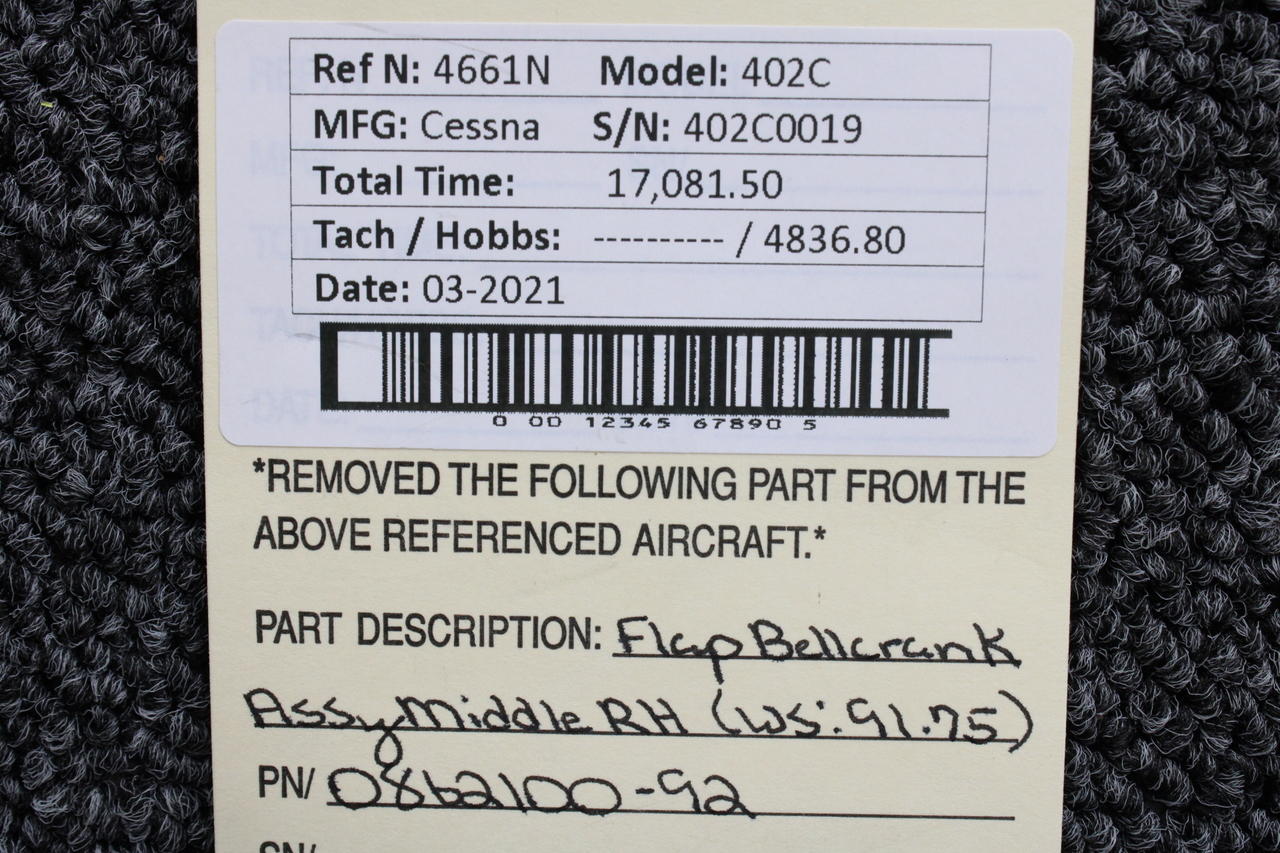 Ref N: 4661N Model: 402C
MFG: Cessna S/N: 402C0019
Total Time: 17,081.50
Tach / Hobbs: ---------- / 4836.80
Date: 03-2021
0 00 12345 67890 5
*REMOVED THE FOLLOWING PART FROM THE
ABOVE REFERENCED AIRCRAFT.*
PART DESCRIPTION: Flap Bellcrank
Assy Middle RH (WS: 91.75)
PN/ 0862100-92
SN/